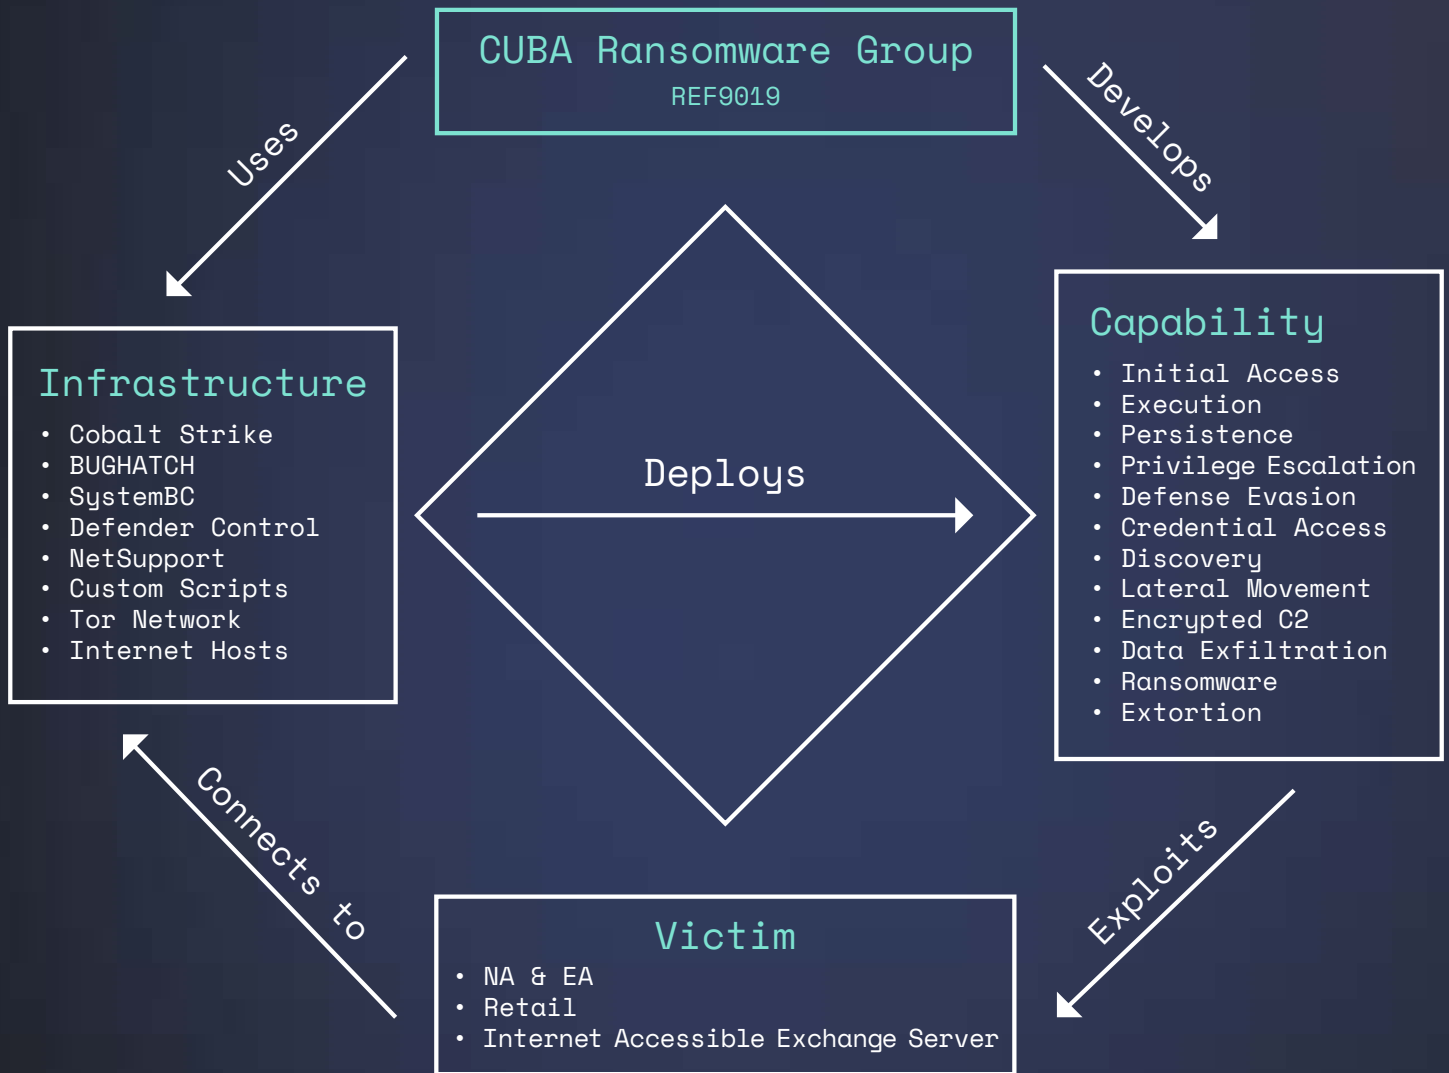 CUBA Ransomware Group
REF9019
Uses
Develops
Infrastructure
• Cobalt Strike
• BUGHATCH
• SystemBC
• Defender Control
• NetSupport
• Custom Scripts
• Tor Network
• Internet Hosts
Deploys
Capability
• Initial Access
• Execution
• Persistence
• Privilege Escalation
• Defense Evasion
• Credential Access
• Discovery
• Lateral Movement
• Encrypted C2
• Data Exfiltration
• Ransomware
• Extortion
Connects to
Exploits
Victim
• NA & EA
• Retail
• Internet Accessible Exchange Server